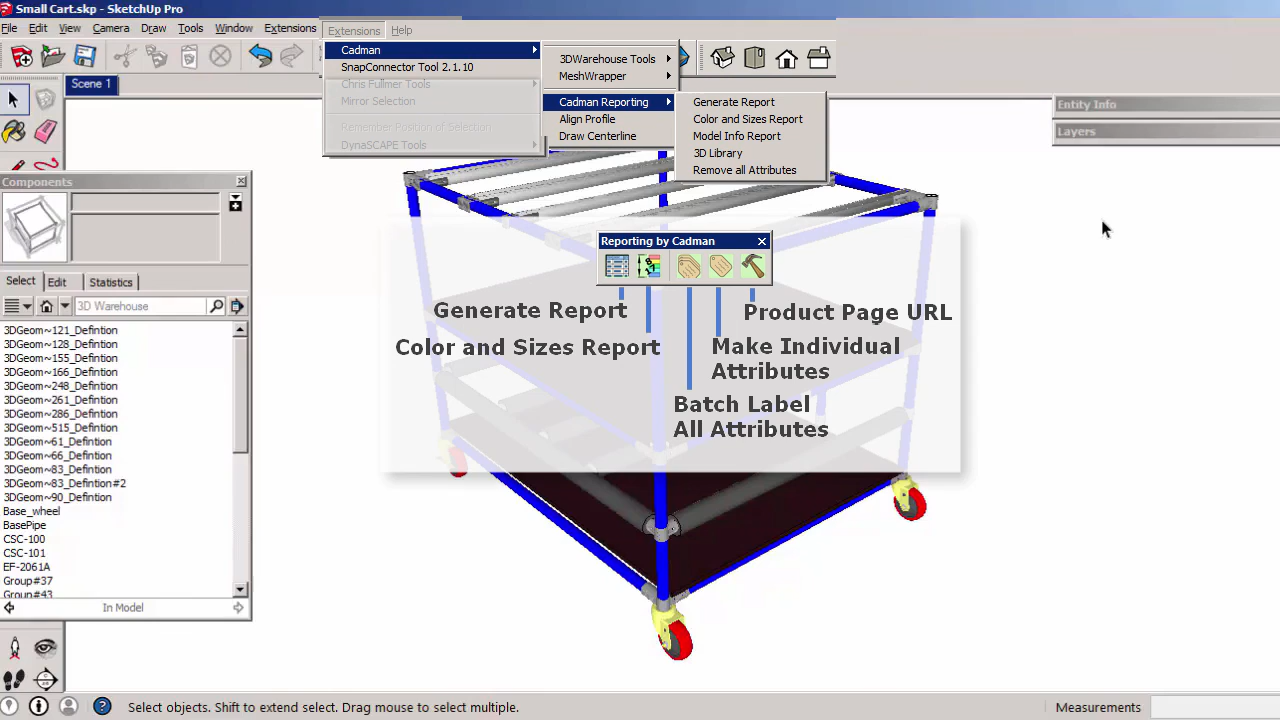 Small Cart.skp - SketchUp Pro
File Edit View Camera Draw Tools Window Extensions
Extensions Help
Scene 1
Cadman
SnapConnector Tool 2.1.10
Chris Fullmer Tools
Mirror Selection
Remember Position of Selection
DynaSCAPE Tools
3DWarehouse Tools
MeshWrapper
Cadman Reporting
Align Profile
Draw Centerline
Generate Report
Color and Sizes Report
Model Info Report
3D Library
Remove all Attributes
Entity Info
Layers
Components
Select Edit Statistics
3D Warehouse
3DGeom~121_Defintion
3DGeom~128_Defintion
3DGeom~155_Defintion
3DGeom~166_Defintion
3DGeom~248_Defintion
3DGeom~261_Defintion
3DGeom~286_Defintion
3DGeom~515_Defintion
3DGeom~61_Defintion
3DGeom~66_Defintion
3DGeom~83_Defintion
3DGeom~83_Defintion#2
3DGeom~90_Defintion
Base_wheel
BasePipe
CSC-100
CSC-101
EF-2061A
Group#37
Group#43
In Model
Reporting by Cadman
Generate Report
Color and Sizes Report
Product Page URL
Make Individual
Attributes
Batch Label
All Attributes
Select objects. Shift to extend select. Drag mouse to select multiple.
Measurements